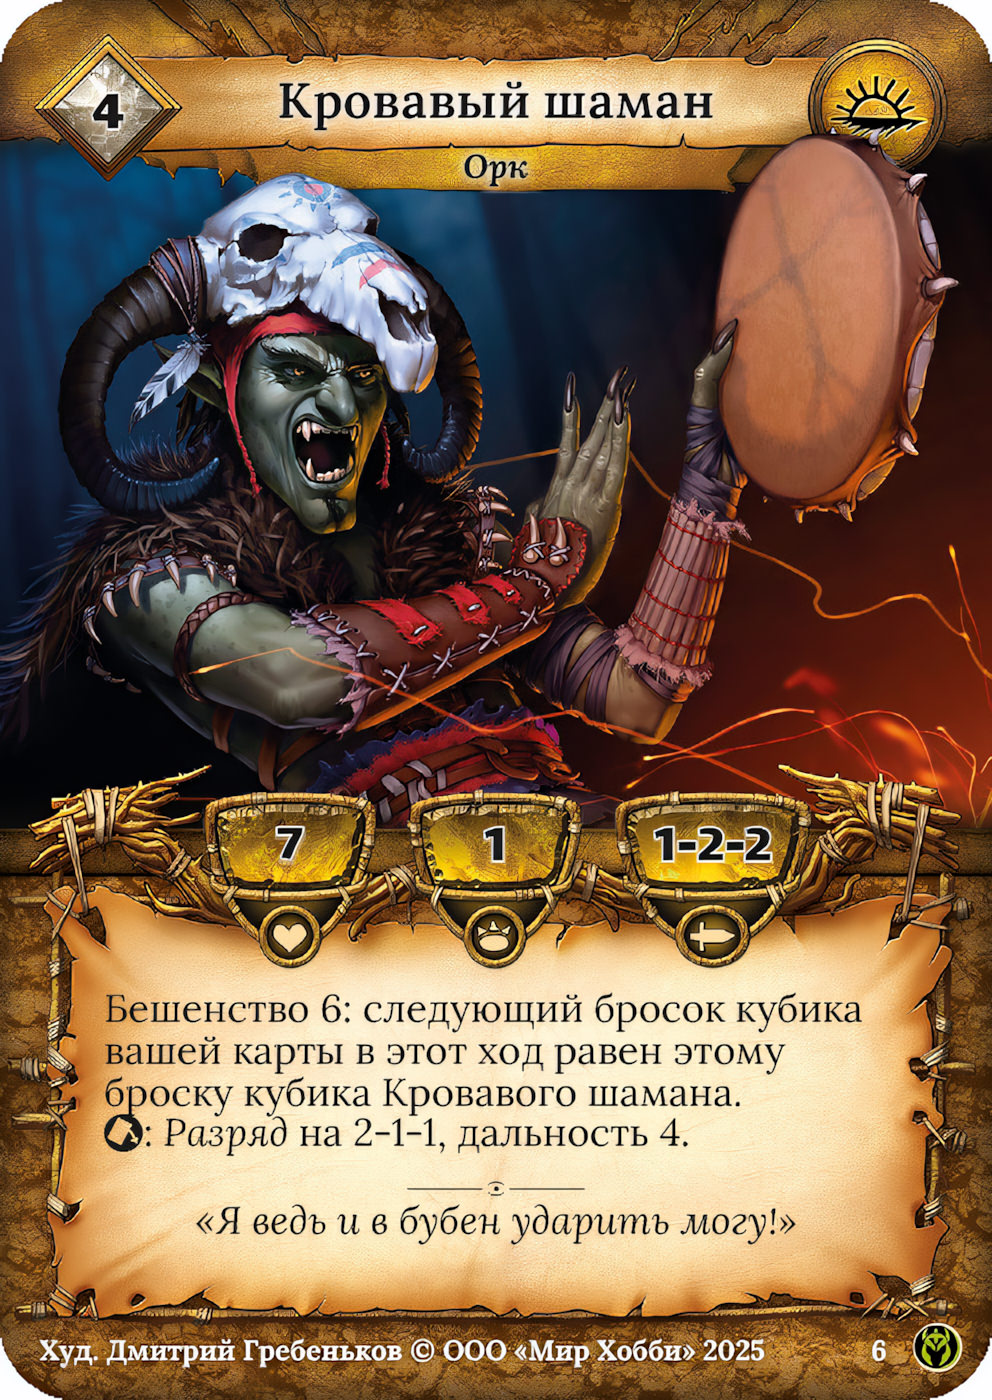 4
Кровавый шаман
Орк
7
1
1-2-2
Бешенство 6: следующий бросок кубика
вашей карты в этот ход равен этому
броску кубика Кровавого шамана.
: Разряд на 2-1-1, дальность 4.
«Я ведь и в бубен ударить могу!»
Худ. Дмитрий Гребеньков © ООО «Мир Хобби» 2025
6